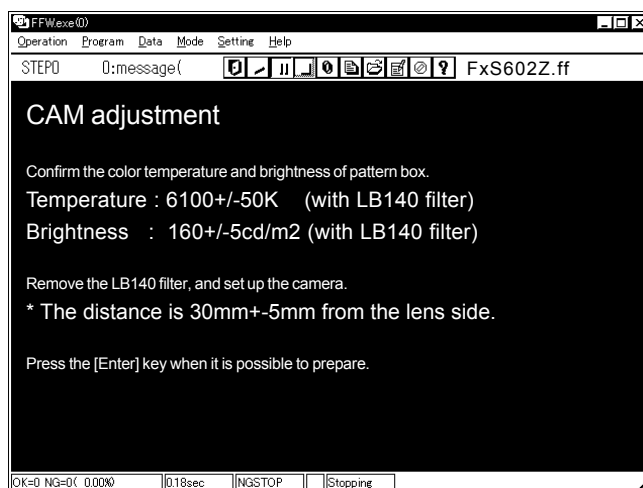 FFW.exe(0)
Operation Program Data Mode Setting Help
STEP0 0:message( FxS602Z.ff
CAM adjustment
Confirm the color temperature and brightness of pattern box.
Temperature : 6100+/-50K (with LB140 filter)
Brightness : 160+/-5cd/m2 (with LB140 filter)
Remove the LB140 filter, and set up the camera.
* The distance is 30mm+-5mm from the lens side.
Press the [Enter] key when it is possible to prepare.
OK=0 NG=0( 0.00%) 0.18sec NGSTOP Stopping